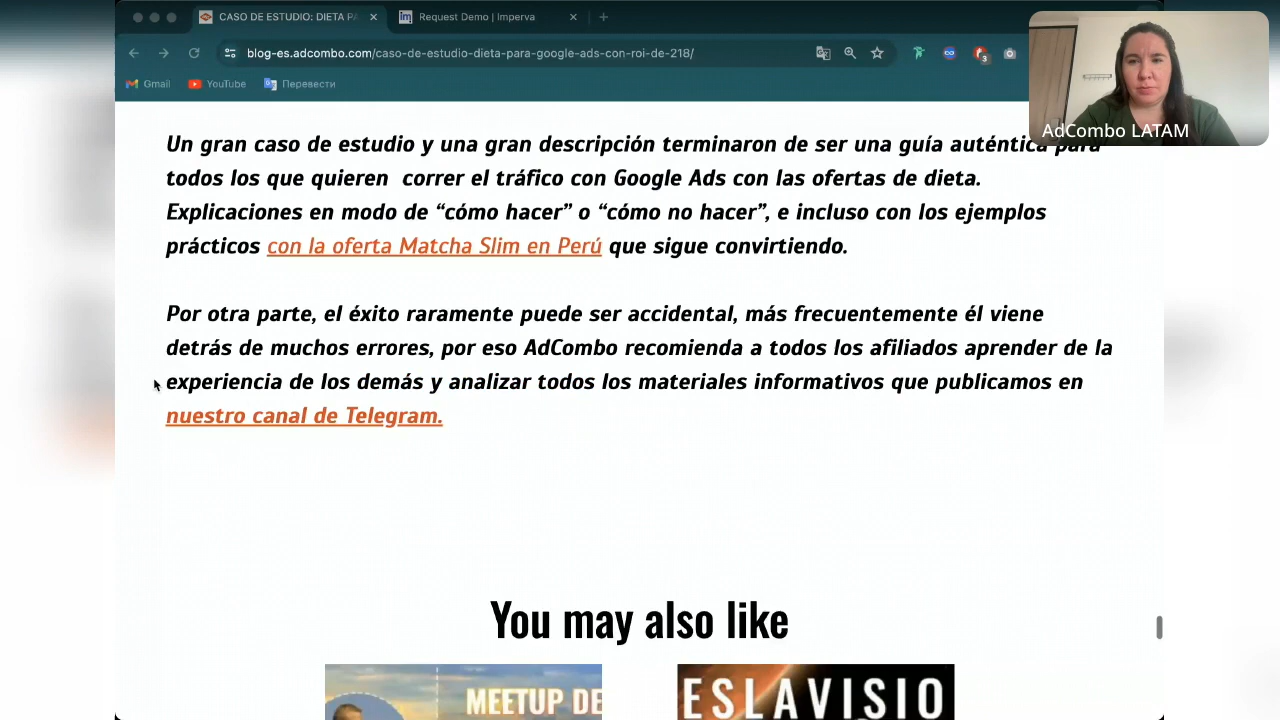 CASO DE ESTUDIO: DIETA PA
Request Demo | Imperva
blog-es.adcombo.com/caso-de-estudio-dieta-para-google-ads-con-roi-de-218/
3
Gmail YouTube Перевести
AdCombo LATAM
Un gran caso de estudio y una gran descripción terminaron de ser una guía auténtica para
todos los que quieren correr el tráfico con Google Ads con las ofertas de dieta.
Explicaciones en modo de “cómo hacer” o “cómo no hacer”, e incluso con los ejemplos
prácticos con la oferta Matcha Slim en Perú que sigue convirtiendo.
Por otra parte, el éxito raramente puede ser accidental, más frecuentemente él viene
detrás de muchos errores, por eso AdCombo recomienda a todos los afiliados aprender de la
experiencia de los demás y analizar todos los materiales informativos que publicamos en
nuestro canal de Telegram.
You may also like
MEETUP DE
ESLAVISIO